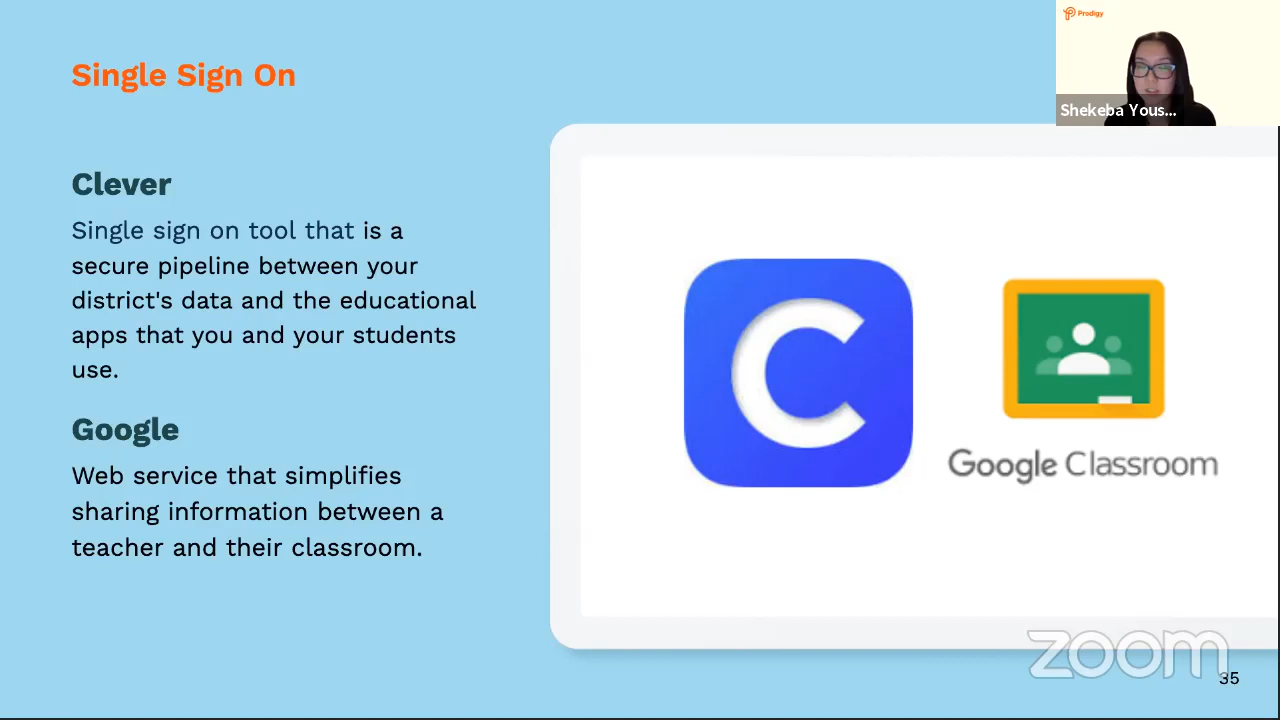 Single Sign On
Prodigy
Shekeba Yous...
Clever
Single sign on tool that is a
secure pipeline between your
district's data and the educational
apps that you and your students
use.
Google
Web service that simplifies
sharing information between a
teacher and their classroom.
C
Google Classroom
zoom
35